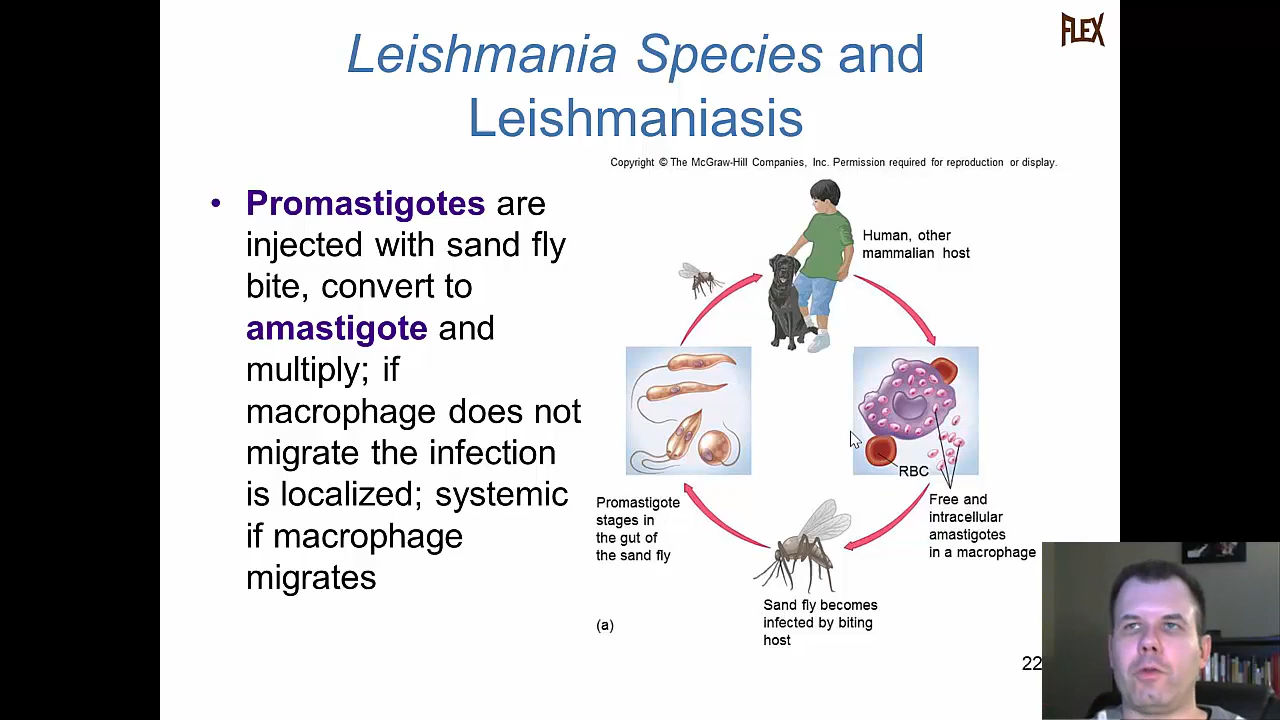 FLEX
Leishmania Species and
Leishmaniasis
Copyright © The McGraw-Hill Companies, Inc. Permission required for reproduction or display.
• Promastigotes are
injected with sand fly
bite, convert to
amastigote and
multiply; if
macrophage does not
migrate the infection
is localized; systemic
if macrophage
migrates
Human, other
mammalian host
RBC
Free and
intracellular
amastigotes
in a macrophage
Promastigote
stages in
the gut of
the sand fly
Sand fly becomes
infected by biting
host
(a)
22